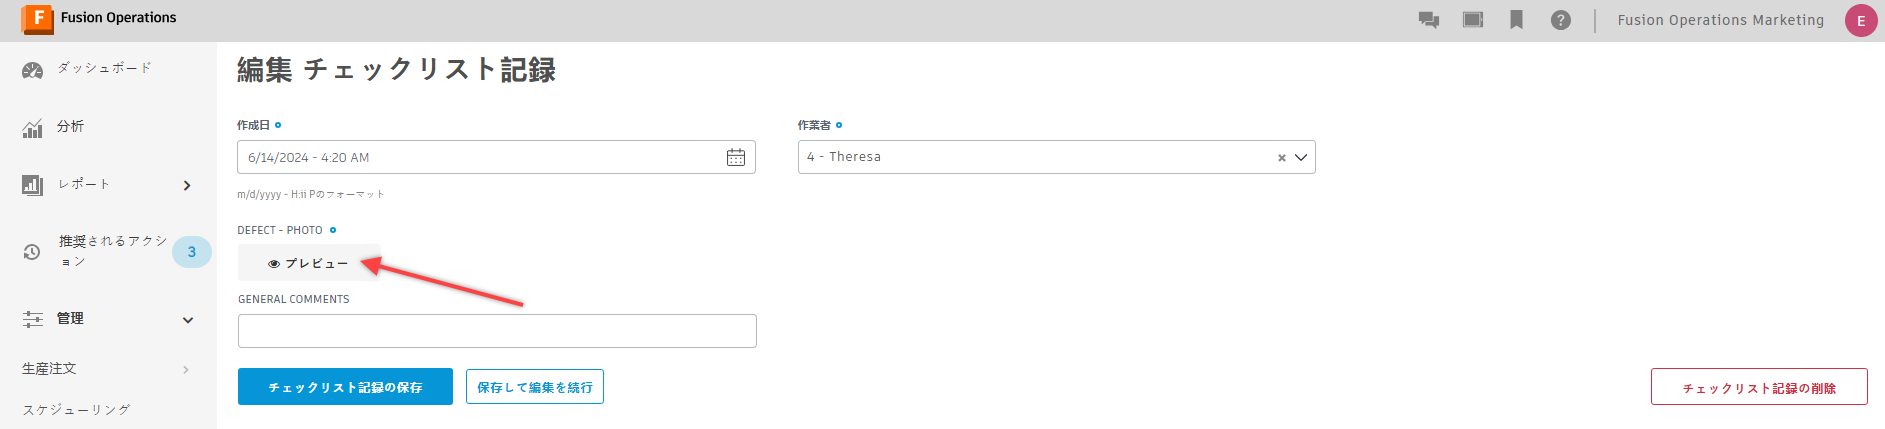 F Fusion Operations
Fusion Operations Marketing E
ダッシュボード
分析
レポート
推奨されるアクシ
ョン
3
管理
生産注文
スケジューリング
編集 チェックリスト記録
作成日
6/14/2024 - 4:20 AM
m/d/yyyy - H:ii Pのフォーマット
作業者
4 - Theresa
DEFECT - PHOTO
プレビュー
GENERAL COMMENTS
チェックリスト記録の保存
保存して編集を続行
チェックリスト記録の削除